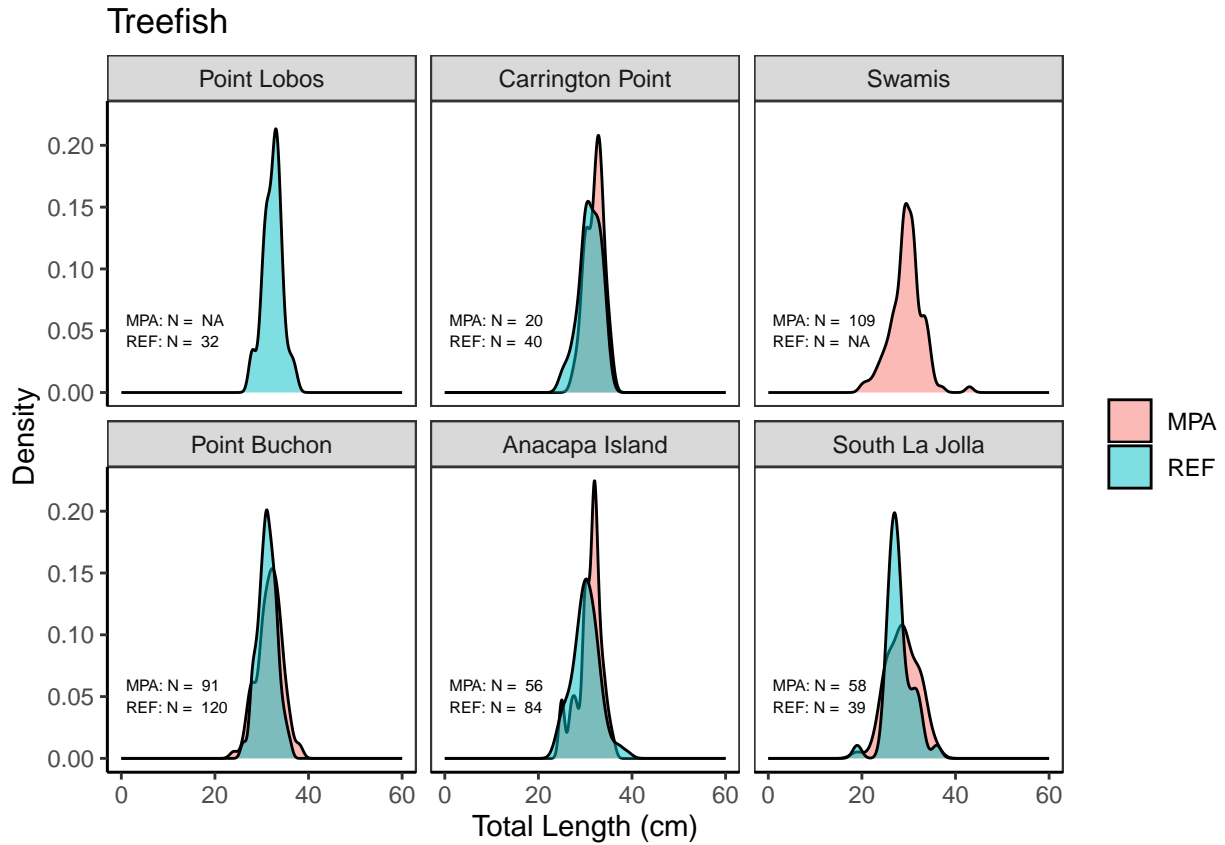 Treefish
Point Lobos
Carrington Point
Swamis
0.20
0.15
0.10
0.05
0.00
MPA: N = NA
REF: N = 32
MPA: N = 20
REF: N = 40
MPA: N = 109
REF: N = NA
Density
Point Buchon
Anacapa Island
South La Jolla
0.20
0.15
0.10
0.05
0.00
MPA: N = 91
REF: N = 120
MPA: N = 56
REF: N = 84
MPA: N = 58
REF: N = 39
0 20 40 60
0 20 40 60
0 20 40 60
Total Length (cm)
MPA
REF